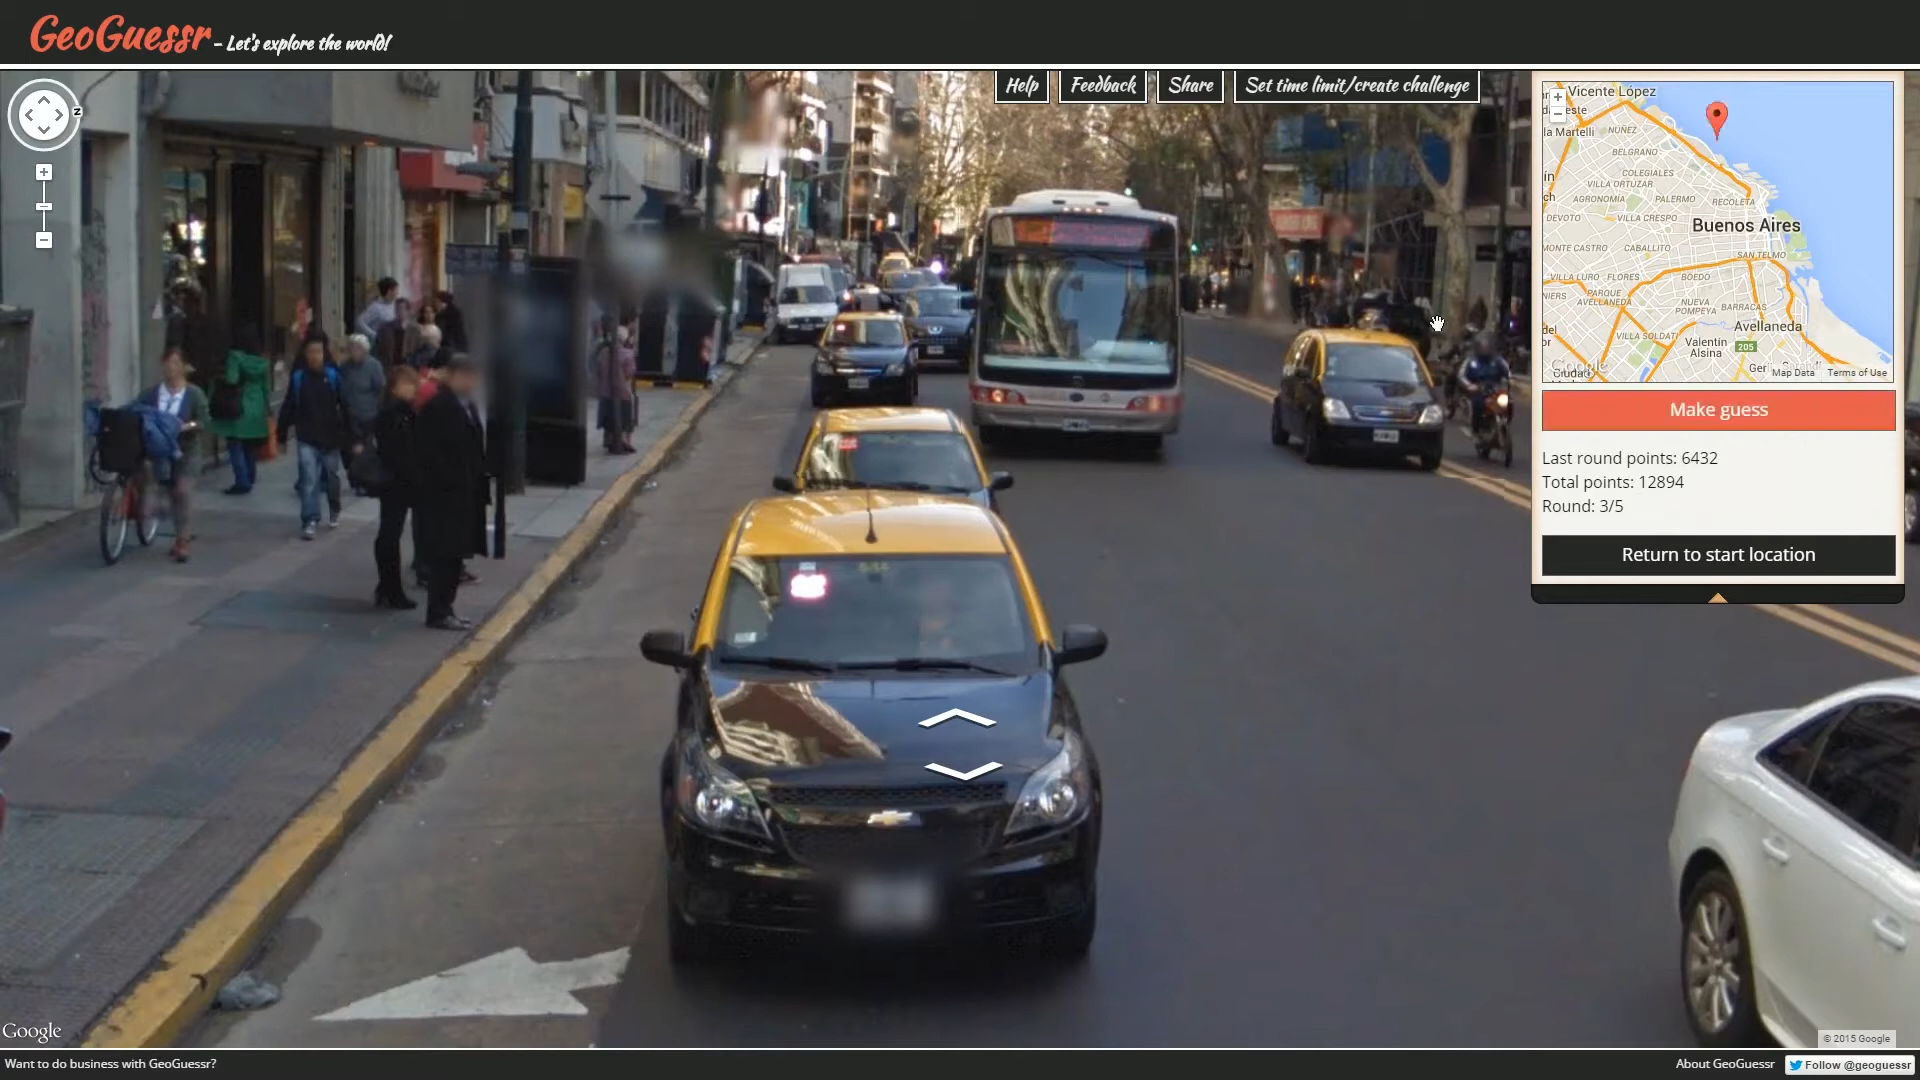 GeoGuessr - Let's explore the world!
Help
Feedback
Share
Set time limit/create challenge
N
Vicente López
la Martelli
NUÑEZ
BELGRANO
COLEGIALES
VILLA ORTUZAR
AGRONOMIA
PALERMO
RECOLETA
DEVOTO
VILLA CRESPO
Buenos Aires
MONTE CASTRO
CABALLITO
SAN TELMO
VILLA LURO
FLORES
BOEDO
PARQUE AVELLANEDA
NUEVA POMPEYA
BARRACAS
Avellaneda
VILLA SOLDATI
Valentín Alsina
205
Ciudad
Map Data
Terms of Use
Make guess
Last round points: 6432
Total points: 12894
Round: 3/5
Return to start location
Google
© 2015 Google
Want to do business with GeoGuessr?
About GeoGuessr
Follow @geoguessr